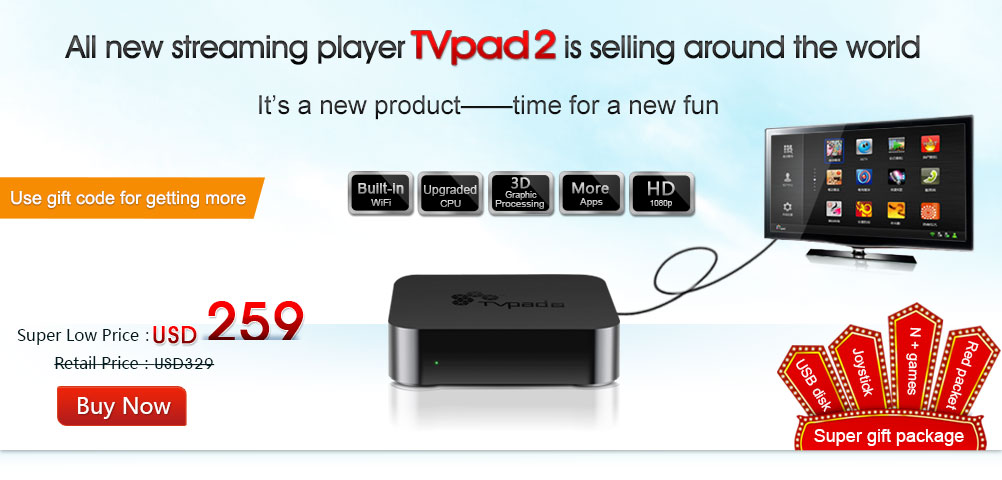 All new streaming player TVpad2 is selling around the world
It's a new product——time for a new fun
Built-in
WiFi
Upgraded
CPU
3D
Graphic
Processing
More
Apps
HD
1080p
Use gift code for getting more
TVpad
Super Low Price : USD 259
Retail Price : USD329
Buy Now
USB disk
Joystick
N + games
Red packet
Super gift package